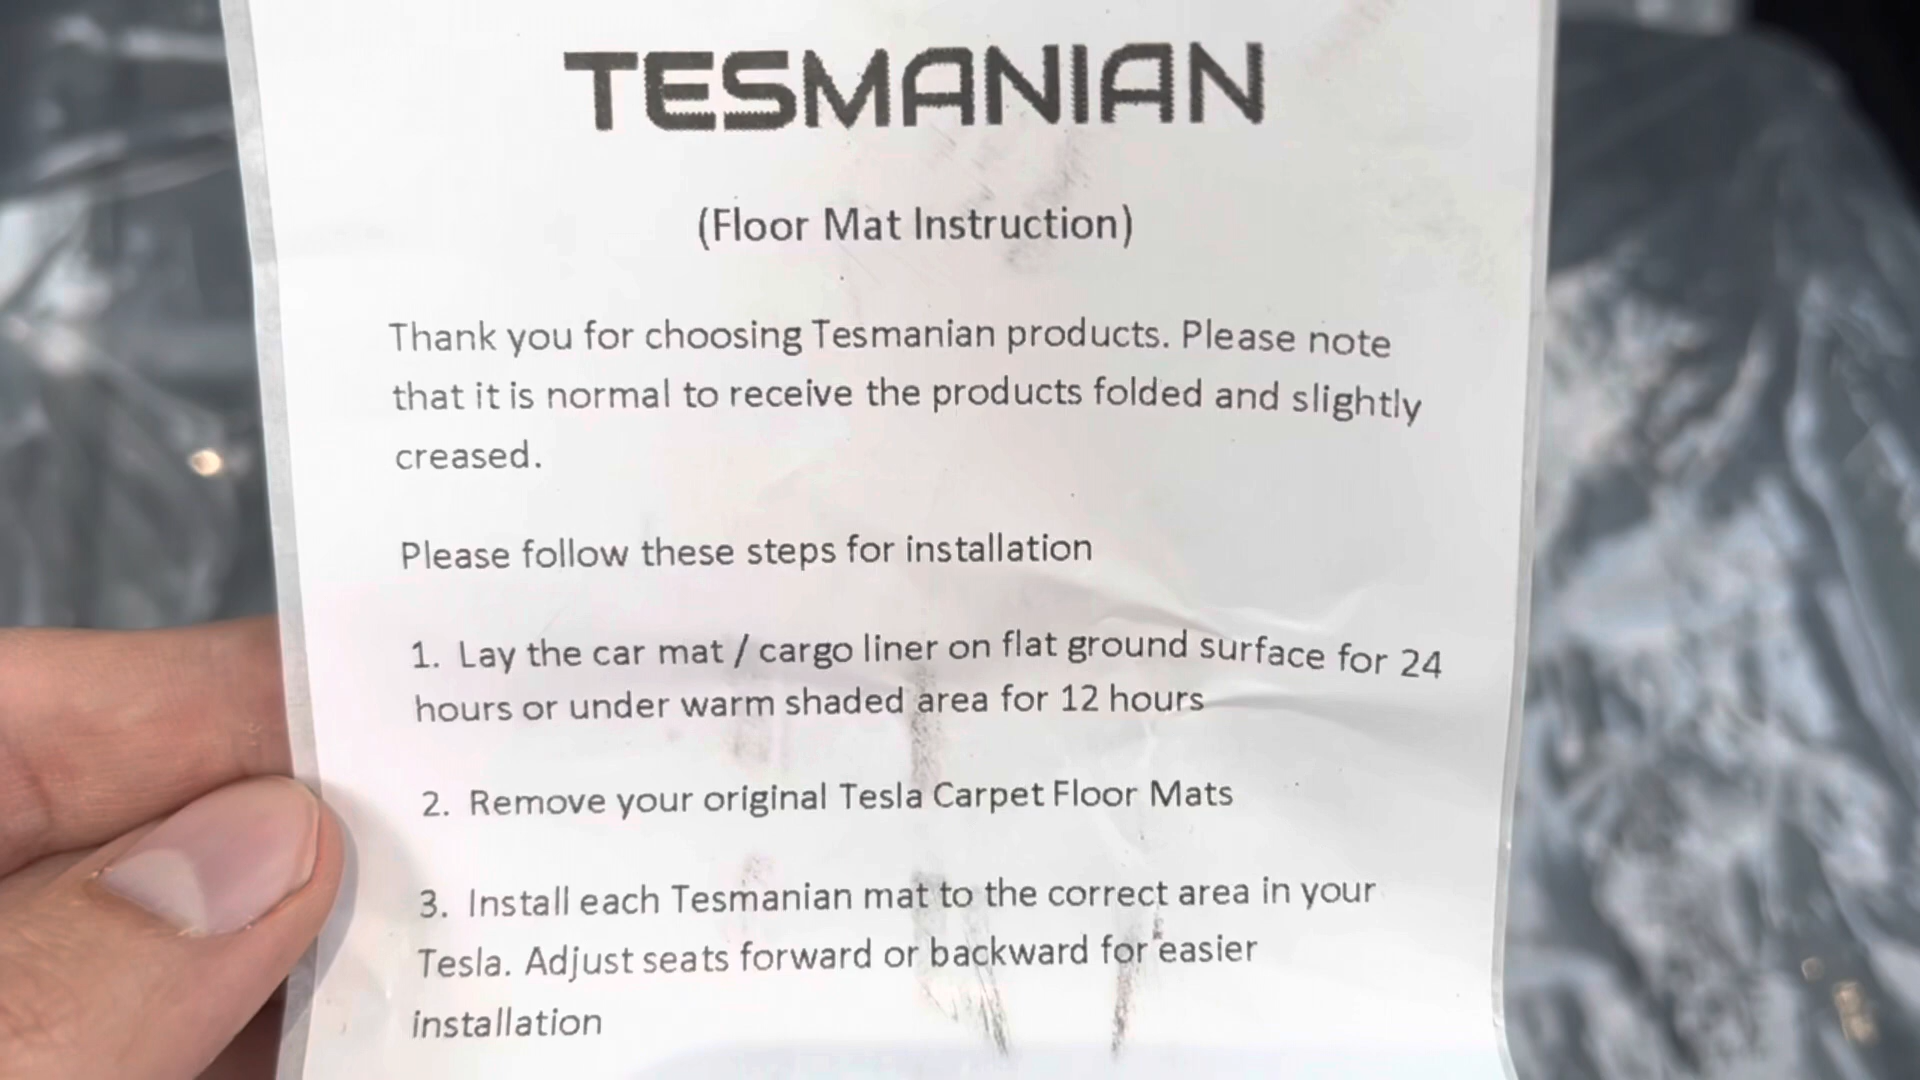 TESMANIAN
(Floor Mat Instruction)
Thank you for choosing Tesmanian products. Please note
that it is normal to receive the products folded and slightly
creased.
Please follow these steps for installation
1. Lay the car mat / cargo liner on flat ground surface for 24
hours or under warm shaded area for 12 hours
2. Remove your original Tesla Carpet Floor Mats
3. Install each Tesmanian mat to the correct area in your
Tesla. Adjust seats forward or backward for easier
installation